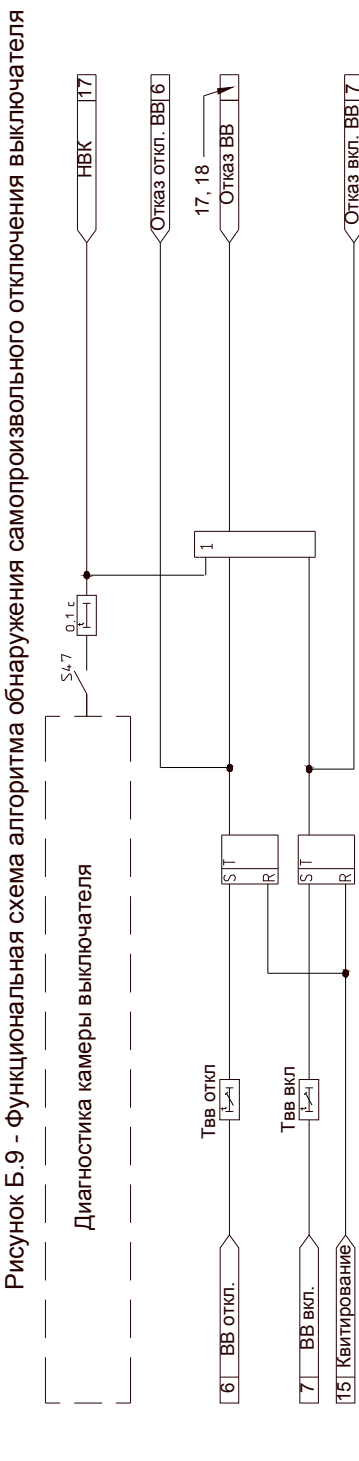 Рисунок Б.9 - Функциональная схема алгоритма обнаружения самопроизвольного отключения выключателя
Диагностика камеры выключателя
S47
0.1 с
t
НВК 17
Отказ откл. ВВ 6
17, 18
Отказ ВВ
1
6 ВВ откл.
Твв откл
t
S T
R
7 ВВ вкл.
Твв вкл
t
S T
R
Отказ вкл. ВВ 7
15 Квитирование